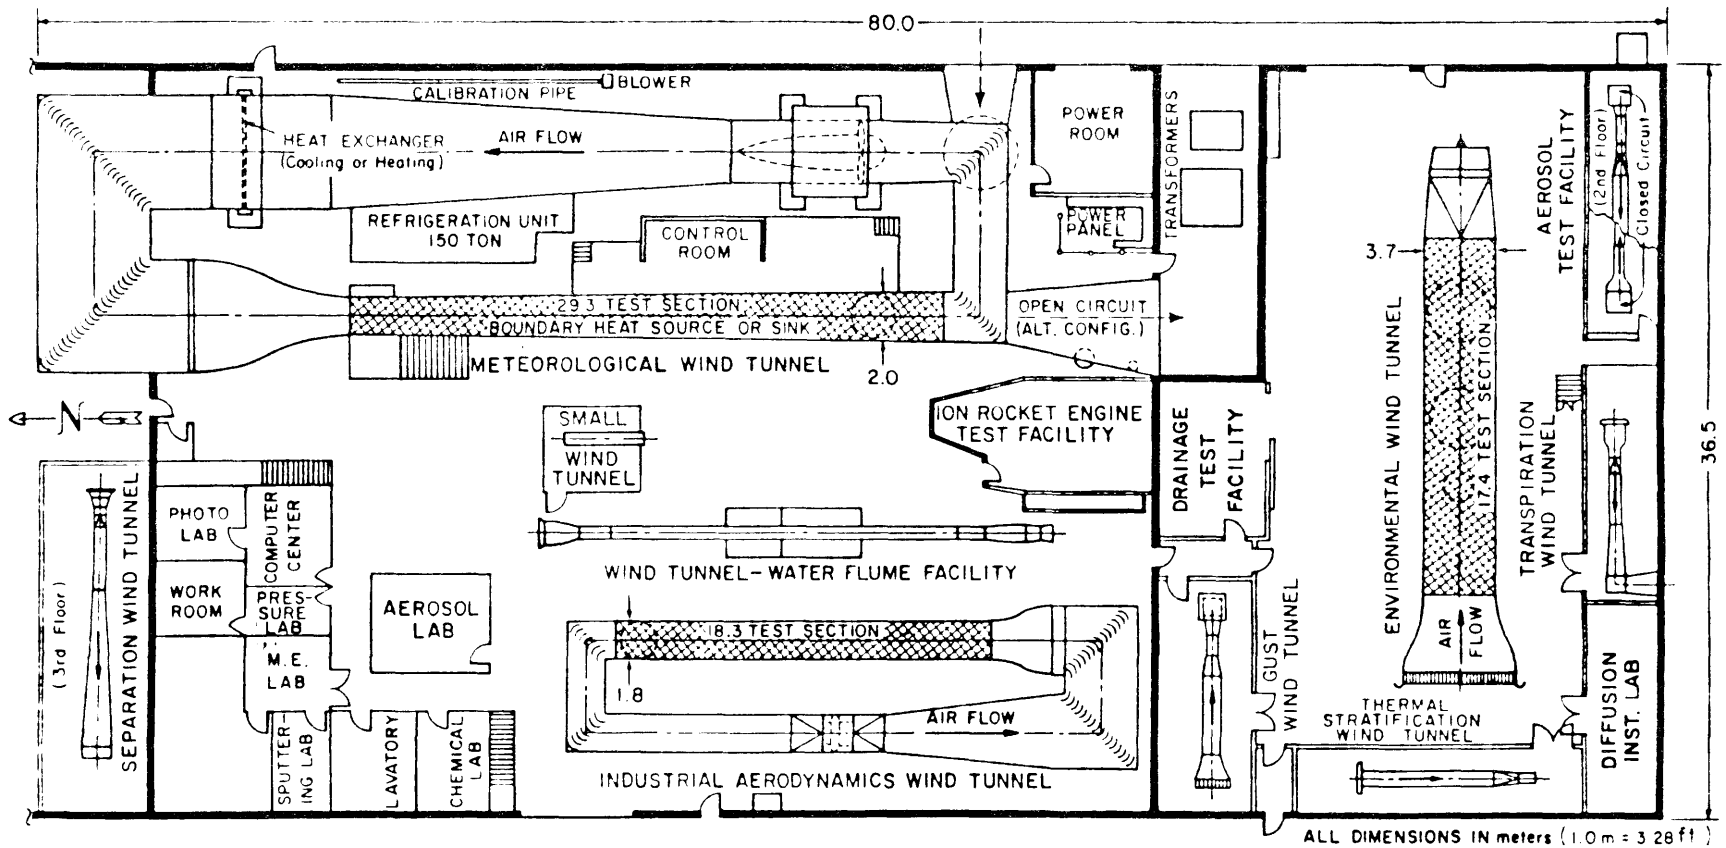 80.0
BLOWER
CALIBRATION PIPE
HEAT EXCHANGER
(Cooling or Heating)
AIR FLOW
POWER
ROOM
TRANSFORMERS
AEROSOL
TEST FACILITY
(2nd Floor)
Closed Circuit
REFRIGERATION UNIT
150 TON
CONTROL
ROOM
POWER
PANEL
3.7
29.3 TEST SECTION
BOUNDARY HEAT SOURCE OR SINK
OPEN CIRCUIT
(ALT. CONFIG.)
METEOROLOGICAL WIND TUNNEL
2.0
N
ENVIRONMENTAL WIND TUNNEL
17.4 TEST SECTION
TRANSPIRATION
WIND TUNNEL
36.5
SMALL
WIND
TUNNEL
ION ROCKET ENGINE
TEST FACILITY
DRAINAGE
TEST
FACILITY
SEPARATION WIND TUNNEL
(3rd Floor)
PHOTO
LAB
COMPUTER
CENTER
WORK
ROOM
PRES-
SURE
LAB
M.E.
LAB
AEROSOL
LAB
WIND TUNNEL-WATER FLUME FACILITY
18.3 TEST SECTION
1.8
AIR FLOW
INDUSTRIAL AERODYNAMICS WIND TUNNEL
GUST
WIND TUNNEL
AIR
FLOW
THERMAL
STRATIFICATION
WIND TUNNEL
DIFFUSION
INST. LAB
SPUTTER-
ING LAB
LAVATORY
CHEMICAL
LAB
ALL DIMENSIONS IN meters (1.0 m = 3.28 ft)